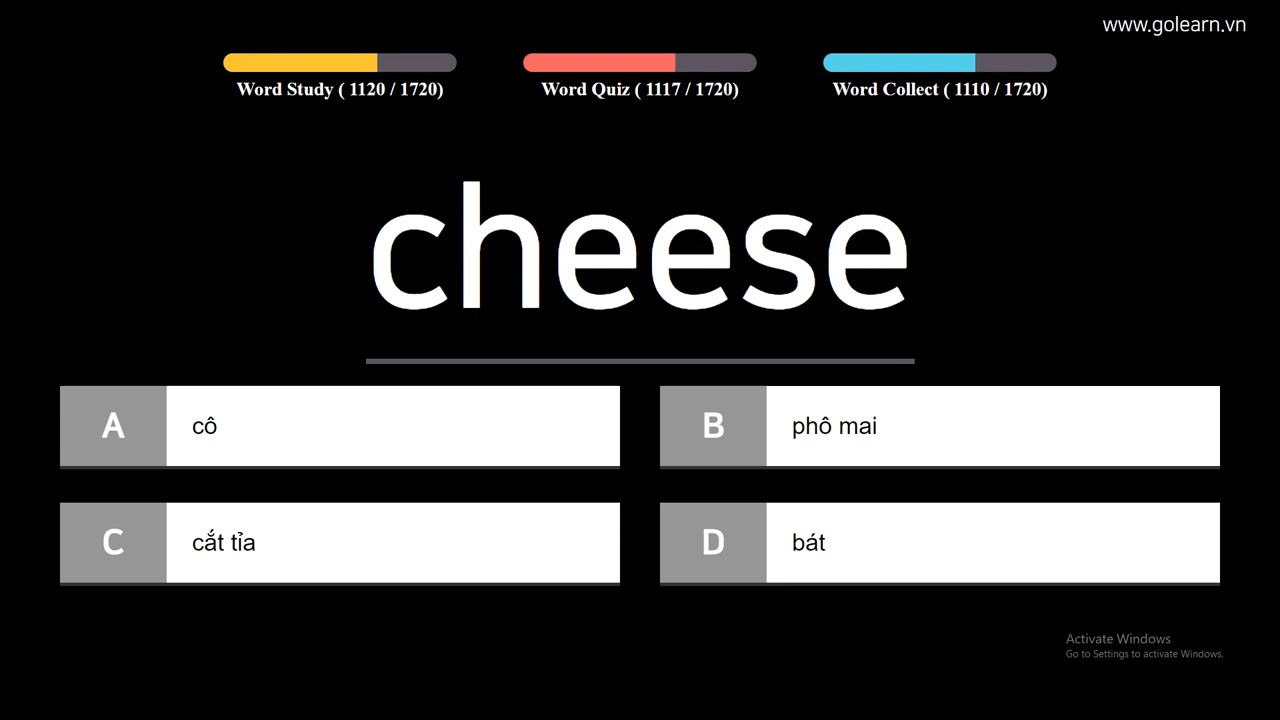 www.golearn.vn
Word Study ( 1120 / 1720)
Word Quiz ( 1117 / 1720)
Word Collect ( 1110 / 1720)
cheese
A cô
B phô mai
C cắt tỉa
D bát
Activate Windows
Go to Settings to activate Windows.